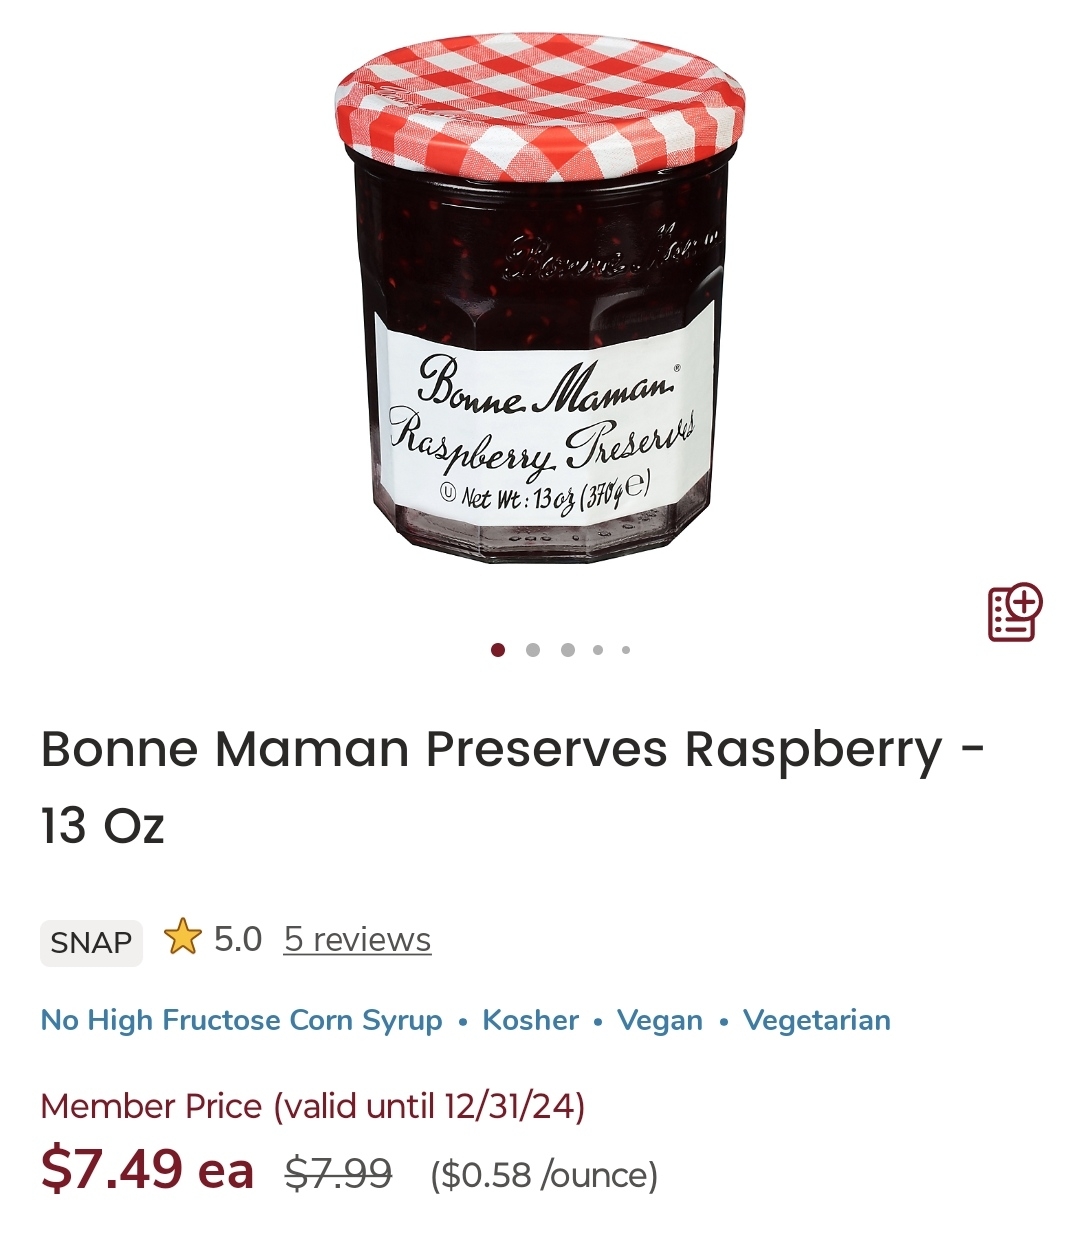 Bonne Maman
Bonne Maman®
Raspberry Preserves
Ⓤ Net Wt: 13 oz (370g ℮)
Bonne Maman Preserves Raspberry -
13 Oz
SNAP 5.0 5 reviews
No High Fructose Corn Syrup • Kosher • Vegan • Vegetarian
Member Price (valid until 12/31/24)
$7.49 ea $7.99 ($0.58 /ounce)